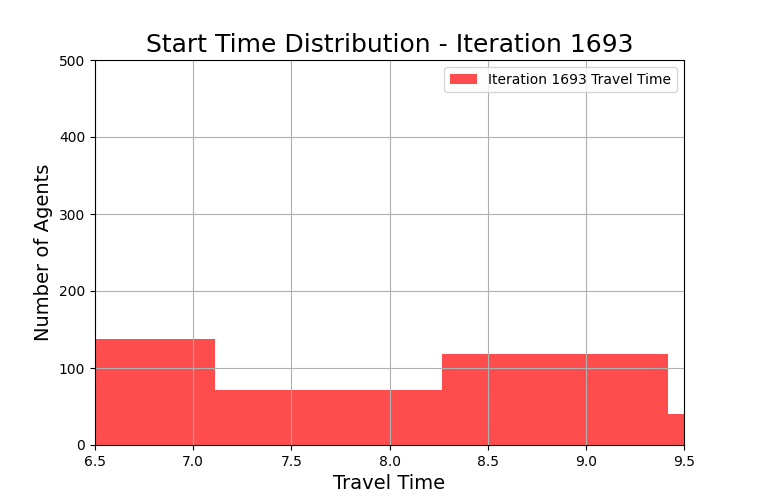 Start Time Distribution - Iteration 1693
500
Iteration 1693 Travel Time
400
300
200
100
0
Number of Agents
6.5 7.0 7.5 8.0 8.5 9.0 9.5
Travel Time